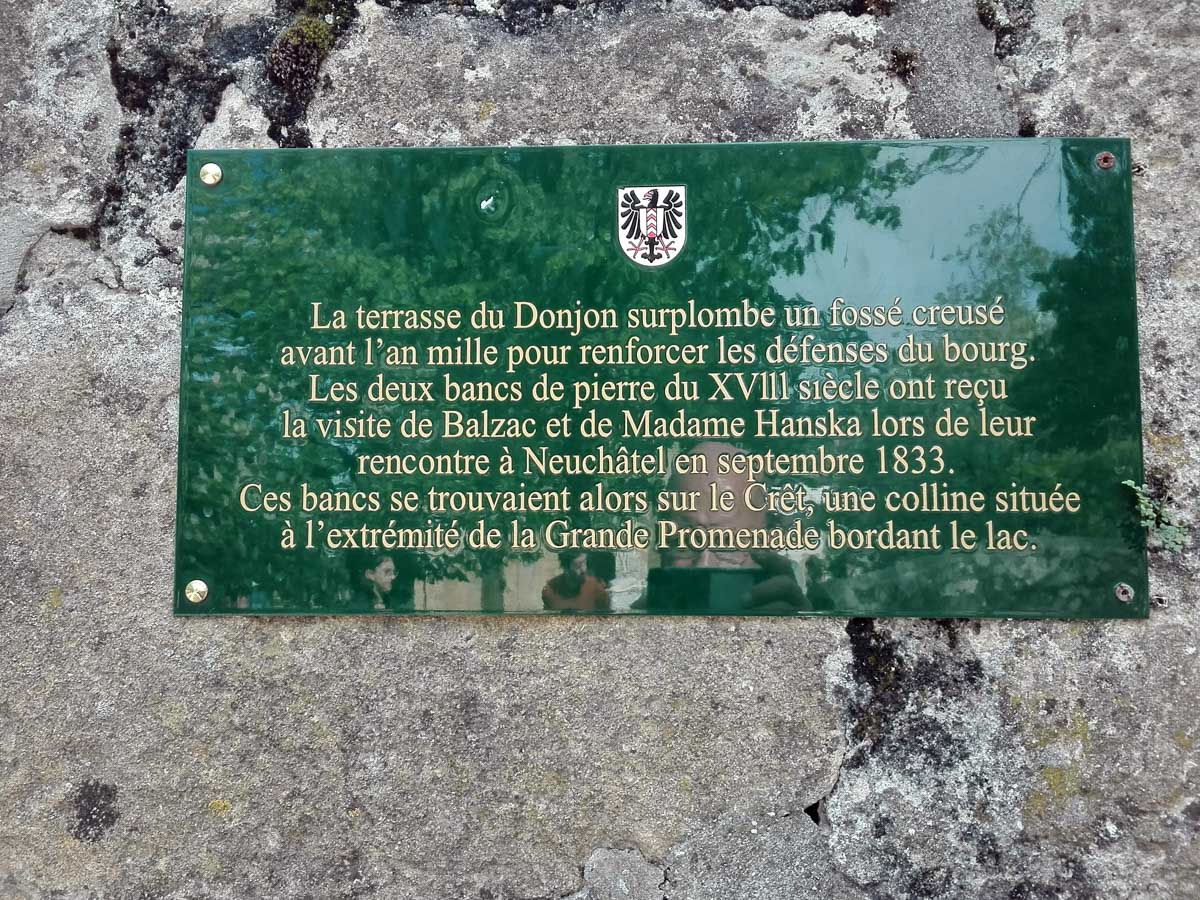 La terrasse du Donjon surplombe un fossé creusé
avant l’an mille pour renforcer les défenses du bourg.
Les deux bancs de pierre du XVlll siècle ont reçu
la visite de Balzac et de Madame Hanska lors de leur
rencontre à Neuchâtel en septembre 1833.
Ces bancs se trouvaient alors sur le Crêt, une colline située
à l’extrémité de la Grande Promenade bordant le lac.